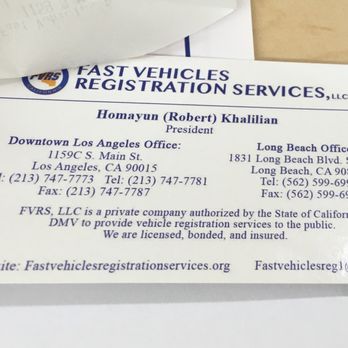 FVRS
FAST VEHICLES
REGISTRATION SERVICES, LLC
Homayun (Robert) Khalilian
President
Downtown Los Angeles Office:
1159C S. Main St.
Los Angeles, CA 90015
(213) 747-7773 Tel: (213) 747-7781
Fax: (213) 747-7787
Long Beach Office
1831 Long Beach Blvd.
Long Beach, CA
Tel: (562)
Fax: (562)
FVRS, LLC is a private company authorized by the State of
DMV to provide vehicle registration services to the public.
We are licensed, bonded, and insured.
Fastvehiclesregistrationservices.org